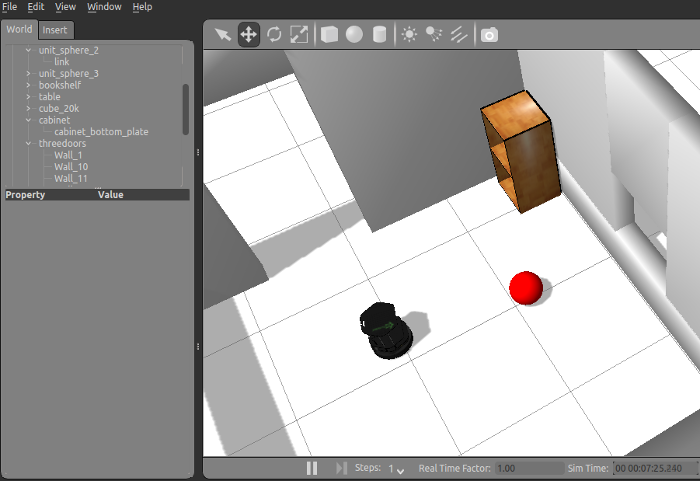 File Edit View Window Help
World Insert
unit_sphere_2
link
unit_sphere_3
bookshelf
table
cube_20k
cabinet
cabinet_bottom_plate
threedoors
Wall_1
Wall_10
Wall_11
Property Value
Steps: 1 Real Time Factor: 1.00 Sim Time: 00 00:07:25.240